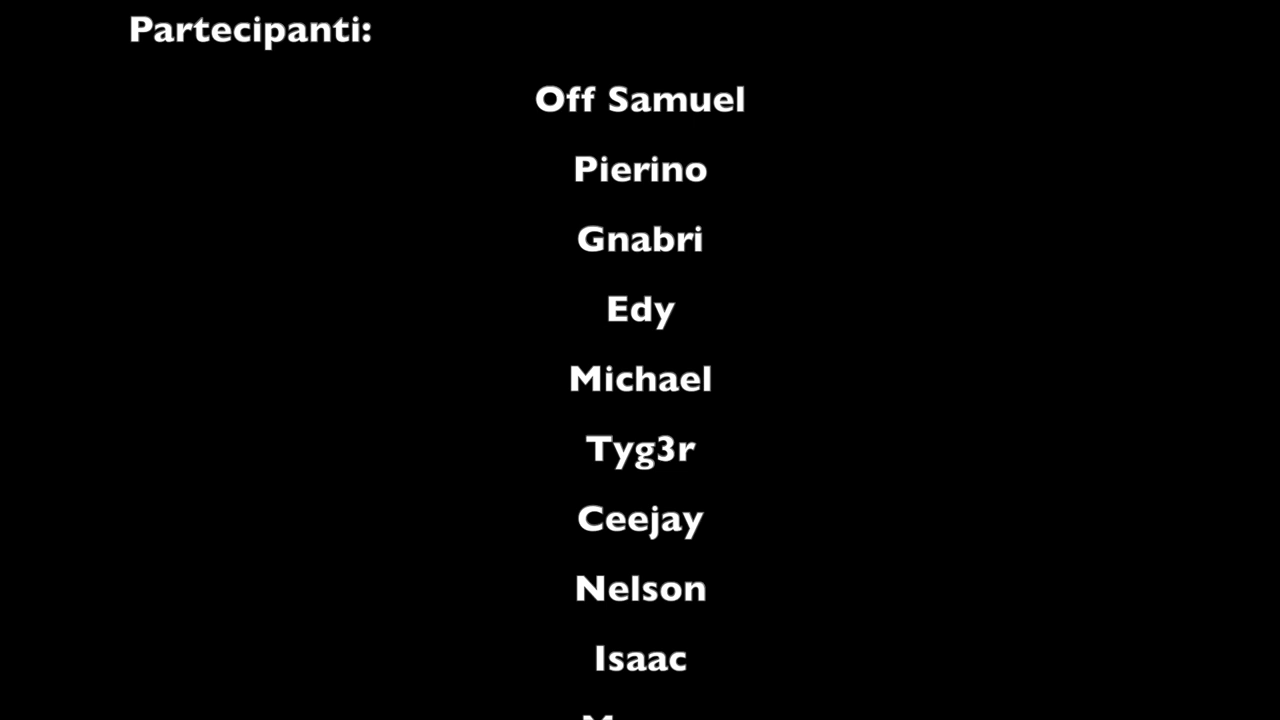 Partecipanti:
Off Samuel
Pierino
Gnabri
Edy
Michael
Tyg3r
Ceejay
Nelson
Isaac